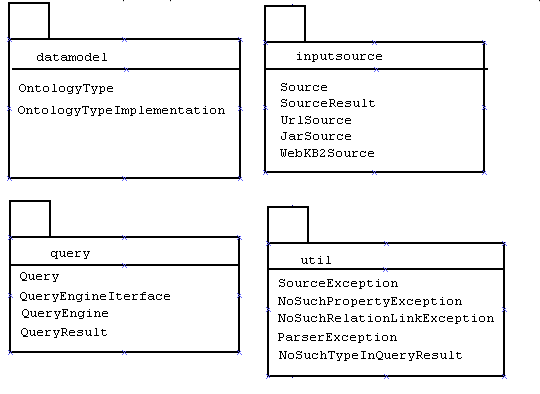 datamodel
OntologyType
OntologyTypeImplementation
inputsource
Source
SourceResult
UrlSource
JarSource
WebKB2Source
query
Query
QueryEngineIterface
QueryEngine
QueryResult
util
SourceException
NoSuchPropertyException
NoSuchRelationLinkException
ParserException
NoSuchTypeInQueryResult